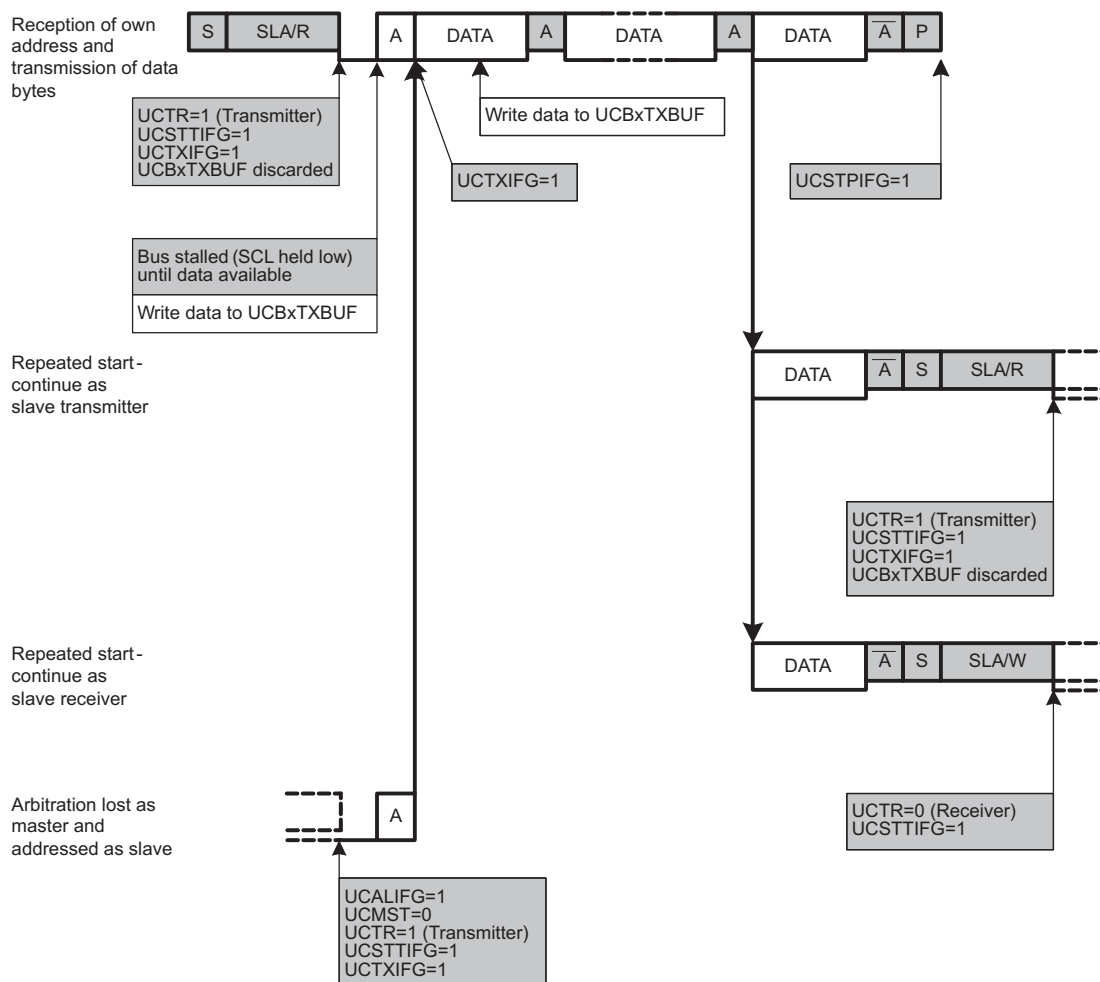 Reception of own
address and
transmission of data
bytes
S SLA/R A DATA A DATA A DATA A P
UCTR=1 (Transmitter)
UCSTTIFG=1
UCTXIFG=1
UCBxTXBUF discarded
Write data to UCBxTXBUF
UCTXIFG=1
UCSTPIFG=1
Bus stalled (SCL held low)
until data available
Write data to UCBxTXBUF
Repeated start-
continue as
slave transmitter
DATA A S SLA/R
UCTR=1 (Transmitter)
UCSTTIFG=1
UCTXIFG=1
UCBxTXBUF discarded
Repeated start-
continue as
slave receiver
DATA A S SLA/W
UCTR=0 (Receiver)
UCSTTIFG=1
Arbitration lost as
master and
addressed as slave
A
UCALIFG=1
UCMST=0
UCTR=1 (Transmitter)
UCSTTIFG=1
UCTXIFG=1